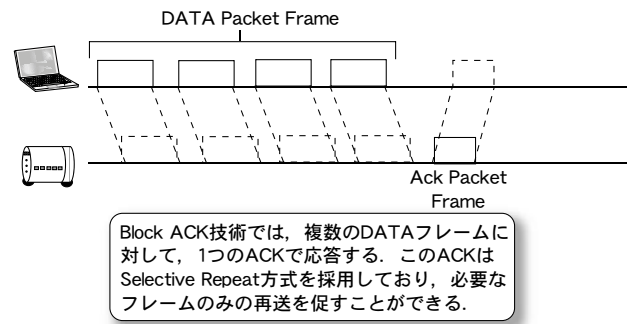 DATA Packet Frame
Ack Packet
Frame
Block ACK技術では，複数のDATAフレームに
対して，1つのACKで応答する．このACKは
Selective Repeat方式を採用しており，必要な
フレームのみの再送を促すことができる．